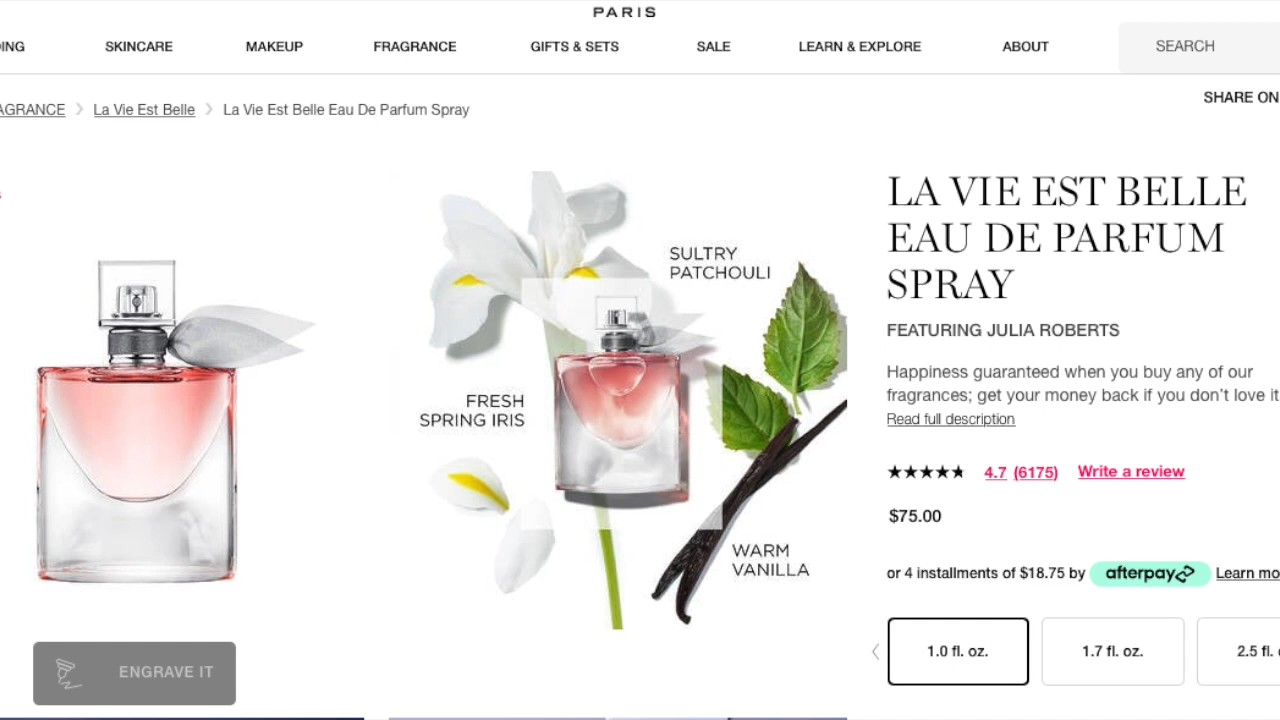 PARIS
SKINCARE MAKEUP FRAGRANCE GIFTS & SETS SALE LEARN & EXPLORE ABOUT SEARCH
SHARE ON
La Vie Est Belle La Vie Est Belle Eau De Parfum Spray
LA VIE EST BELLE
EAU DE PARFUM
SPRAY
SULTRY
PATCHOULI
FEATURING JULIA ROBERTS
Happiness guaranteed when you buy any of our
fragrances; get your money back if you don't love it
Read full description
FRESH
SPRING IRIS
4.7 (6175) Write a review
$75.00
WARM
VANILLA
or 4 installments of $18.75 by afterpay Learn
1.0 fl. oz. 1.7 fl. oz. 2.5 fl.
ENGRAVE IT